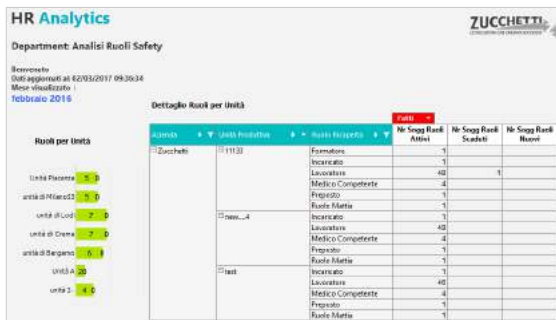 HR Analytics
ZUCCHETTI
Department: Analisi Ruoli Safety
Benvenuto
Dati aggiornati al 02/03/2017 09:36:34
Mese visualizzato :
febbraio 2016
Dettaglio Ruoli per Unità
Tutti
Ruoli per Unità
Azienda Unità Produttiva Ruolo Ricoperto Nr Sogg Ruoli Attivi Nr Sogg Ruoli Scaduti Nr Sogg Ruoli Nuovi
Zucchetti 11133 Formatore 1
Incaricato 1
Lavoratore 40 1
Medico Competente 4
Preposto 1
Ruolo Mattia 1
new....4 Incaricato 1
Lavoratore 40
Medico Competente 4
Preposto 1
Ruolo Mattia 1
test Incaricato 1
Lavoratore 40
Medico Competente 4
Preposto 1
Ruolo Mattia 1
Unità Piacenza 5 0
unità di Milano33 5 0
unità di Lodi 7 0
unità di Crema 7 0
unità di Bergamo 6
Unità A 20
unità 3- 4 0